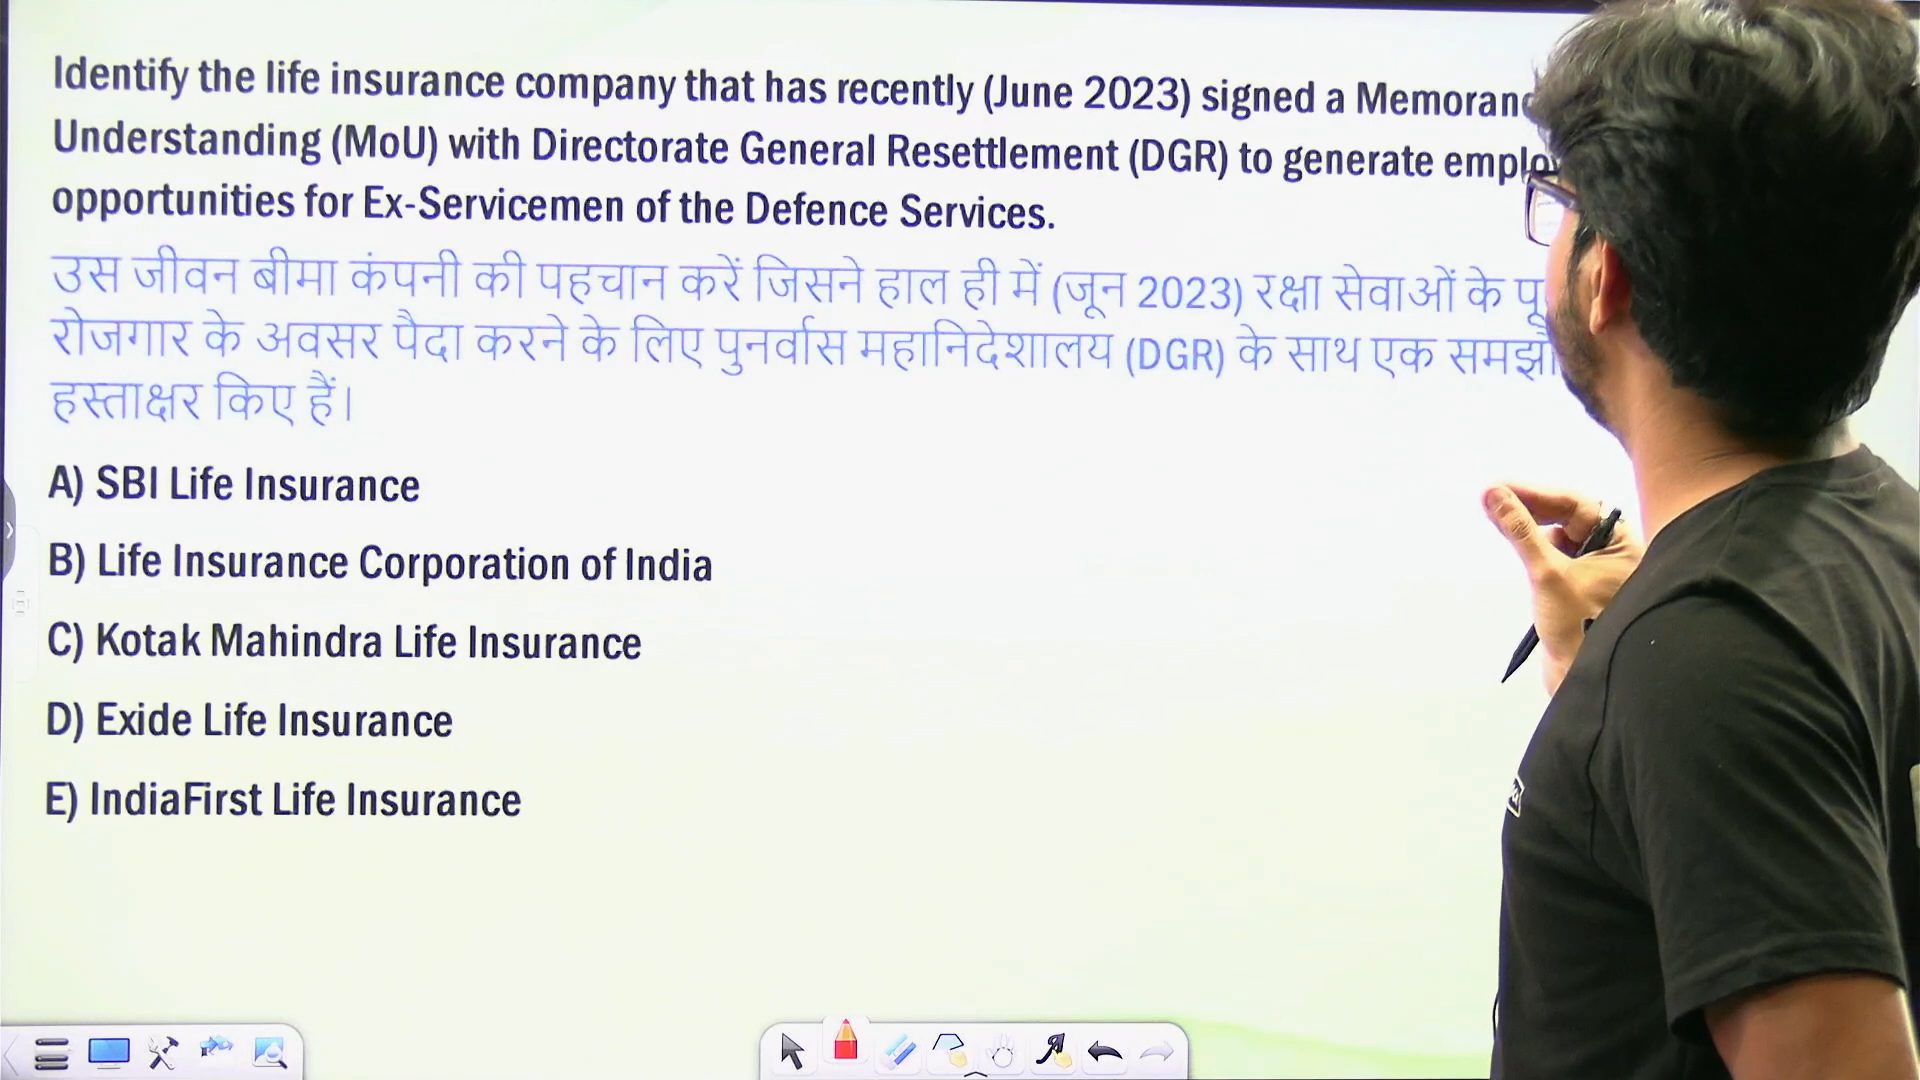 Identify the life insurance company that has recently (June 2023) signed a
Understanding (MoU) with Directorate General Resettlement (DGR) to generate
opportunities for Ex-Servicemen of the Defence Services.
उस जीवन बीमा कंपनी की पहचान करें जिसने हाल ही में (जून 2023) रक्षा सेवाओं के
रोजगार के अवसर पैदा करने के लिए पुनर्वास महानिदेशालय (DGR) के साथ एक
हस्ताक्षर किए हैं।
A) SBI Life Insurance
B) Life Insurance Corporation of India
C) Kotak Mahindra Life Insurance
D) Exide Life Insurance
E) IndiaFirst Life Insurance